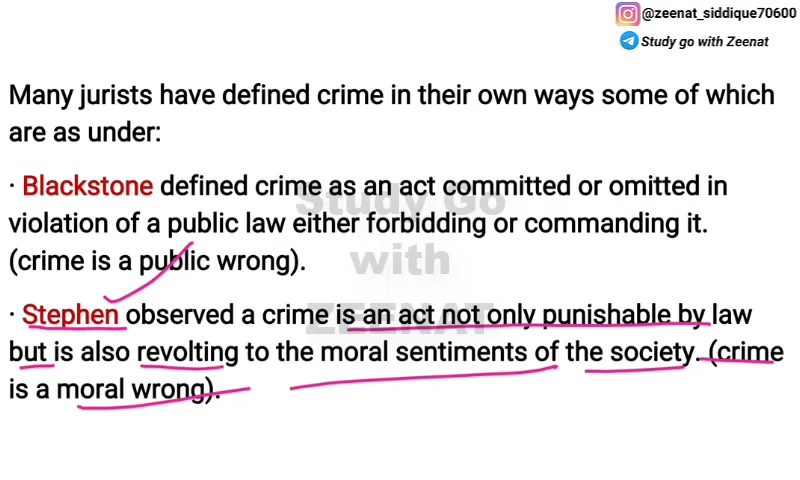 @zeenat_siddique70600
Study go with Zeenat
Many jurists have defined crime in their own ways some of which
are as under:
· Blackstone defined crime as an act committed or omitted in
violation of a public law either forbidding or commanding it.
(crime is a public wrong).
· Stephen observed a crime is an act not only punishable by law
but is also revolting to the moral sentiments of the society. (crime
is a moral wrong).
Study Go
with
ZEENAT